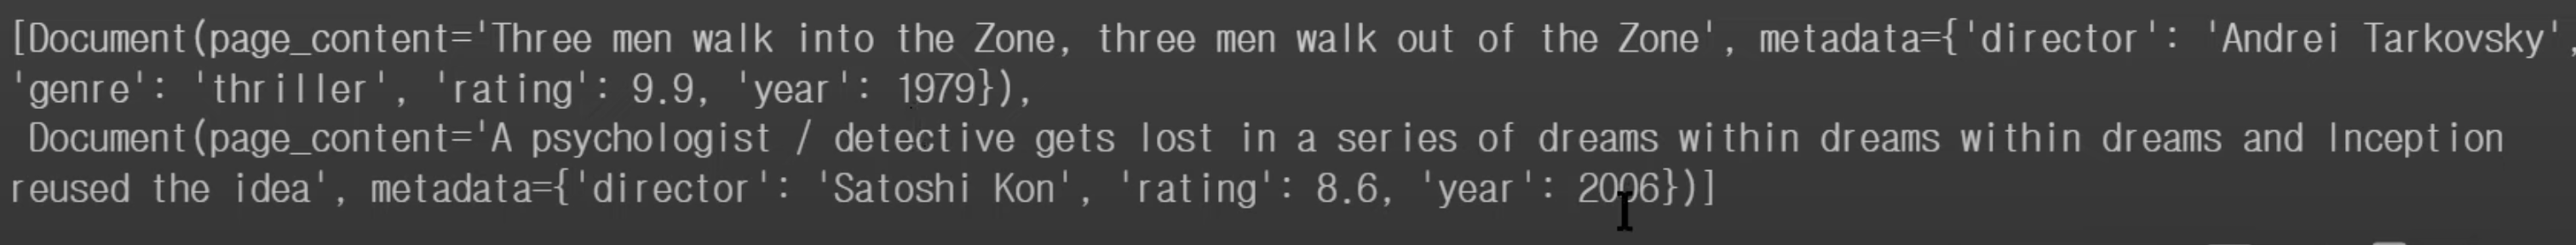 [Document(page_content='Three men walk into the Zone, three men walk out of the Zone', metadata={'director': 'Andrei Tarkovsky',
'genre': 'thriller', 'rating': 9.9, 'year': 1979}),
 Document(page_content='A psychologist / detective gets lost in a series of dreams within dreams within dreams and Inception
reused the idea', metadata={'director': 'Satoshi Kon', 'rating': 8.6, 'year': 2006})]